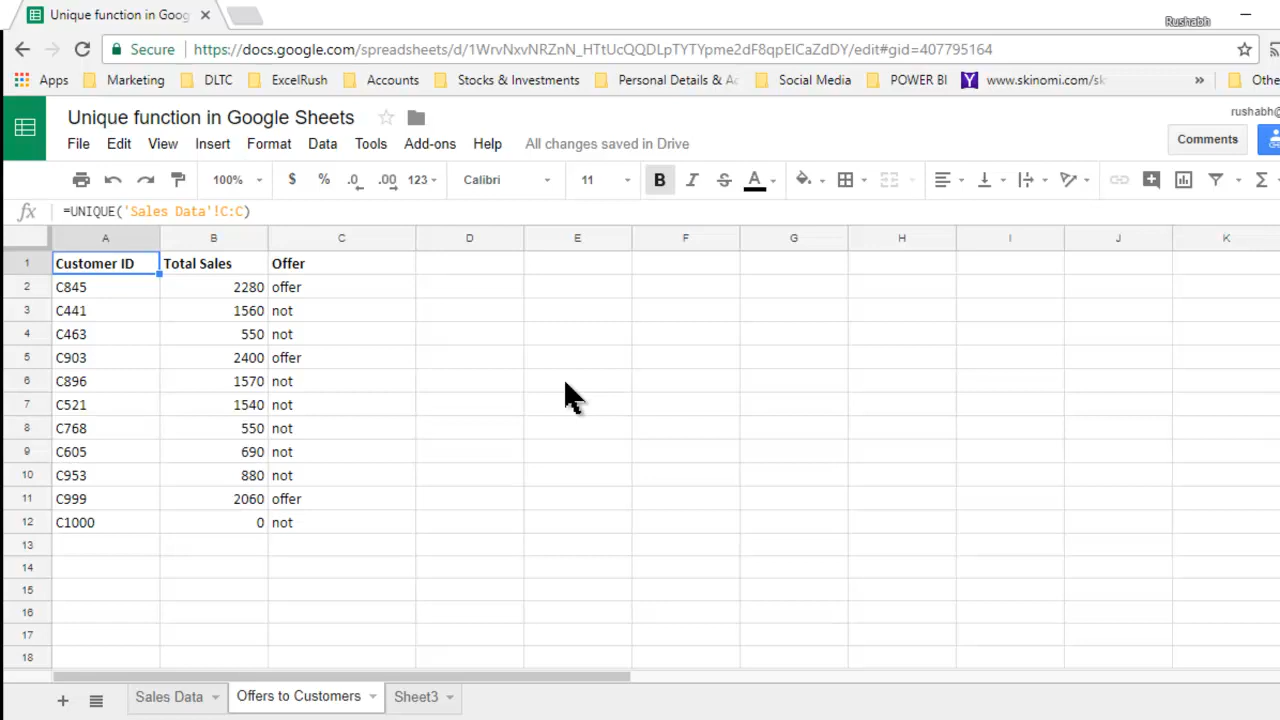 Unique function in Goog
Rushabh
Secure https://docs.google.com/spreadsheets/d/1WrvNxvNRZnN_HTtUcQQDLpTYTYpme2dF8qpElCaZdDY/edit#gid=407795164
Apps Marketing DLTC ExcelRush Accounts Stocks & Investments Personal Details & Ac Social Media POWER BI www.skinomi.com/sk » Othe
Unique function in Google Sheets
rushabh@
File Edit View Insert Format Data Tools Add-ons Help All changes saved in Drive
Comments
100% $ % .0 .00 123 Calibri 11 B I S A Σ
fx =UNIQUE('Sales Data'!C:C)
A B C D E F G H I J K
1 Customer ID Total Sales Offer
2 C845 2280 offer
3 C441 1560 not
4 C463 550 not
5 C903 2400 offer
6 C896 1570 not
7 C521 1540 not
8 C768 550 not
9 C605 690 not
10 C953 880 not
11 C999 2060 offer
12 C1000 0 not
13
14
15
16
17
18
+ Sales Data Offers to Customers Sheet3